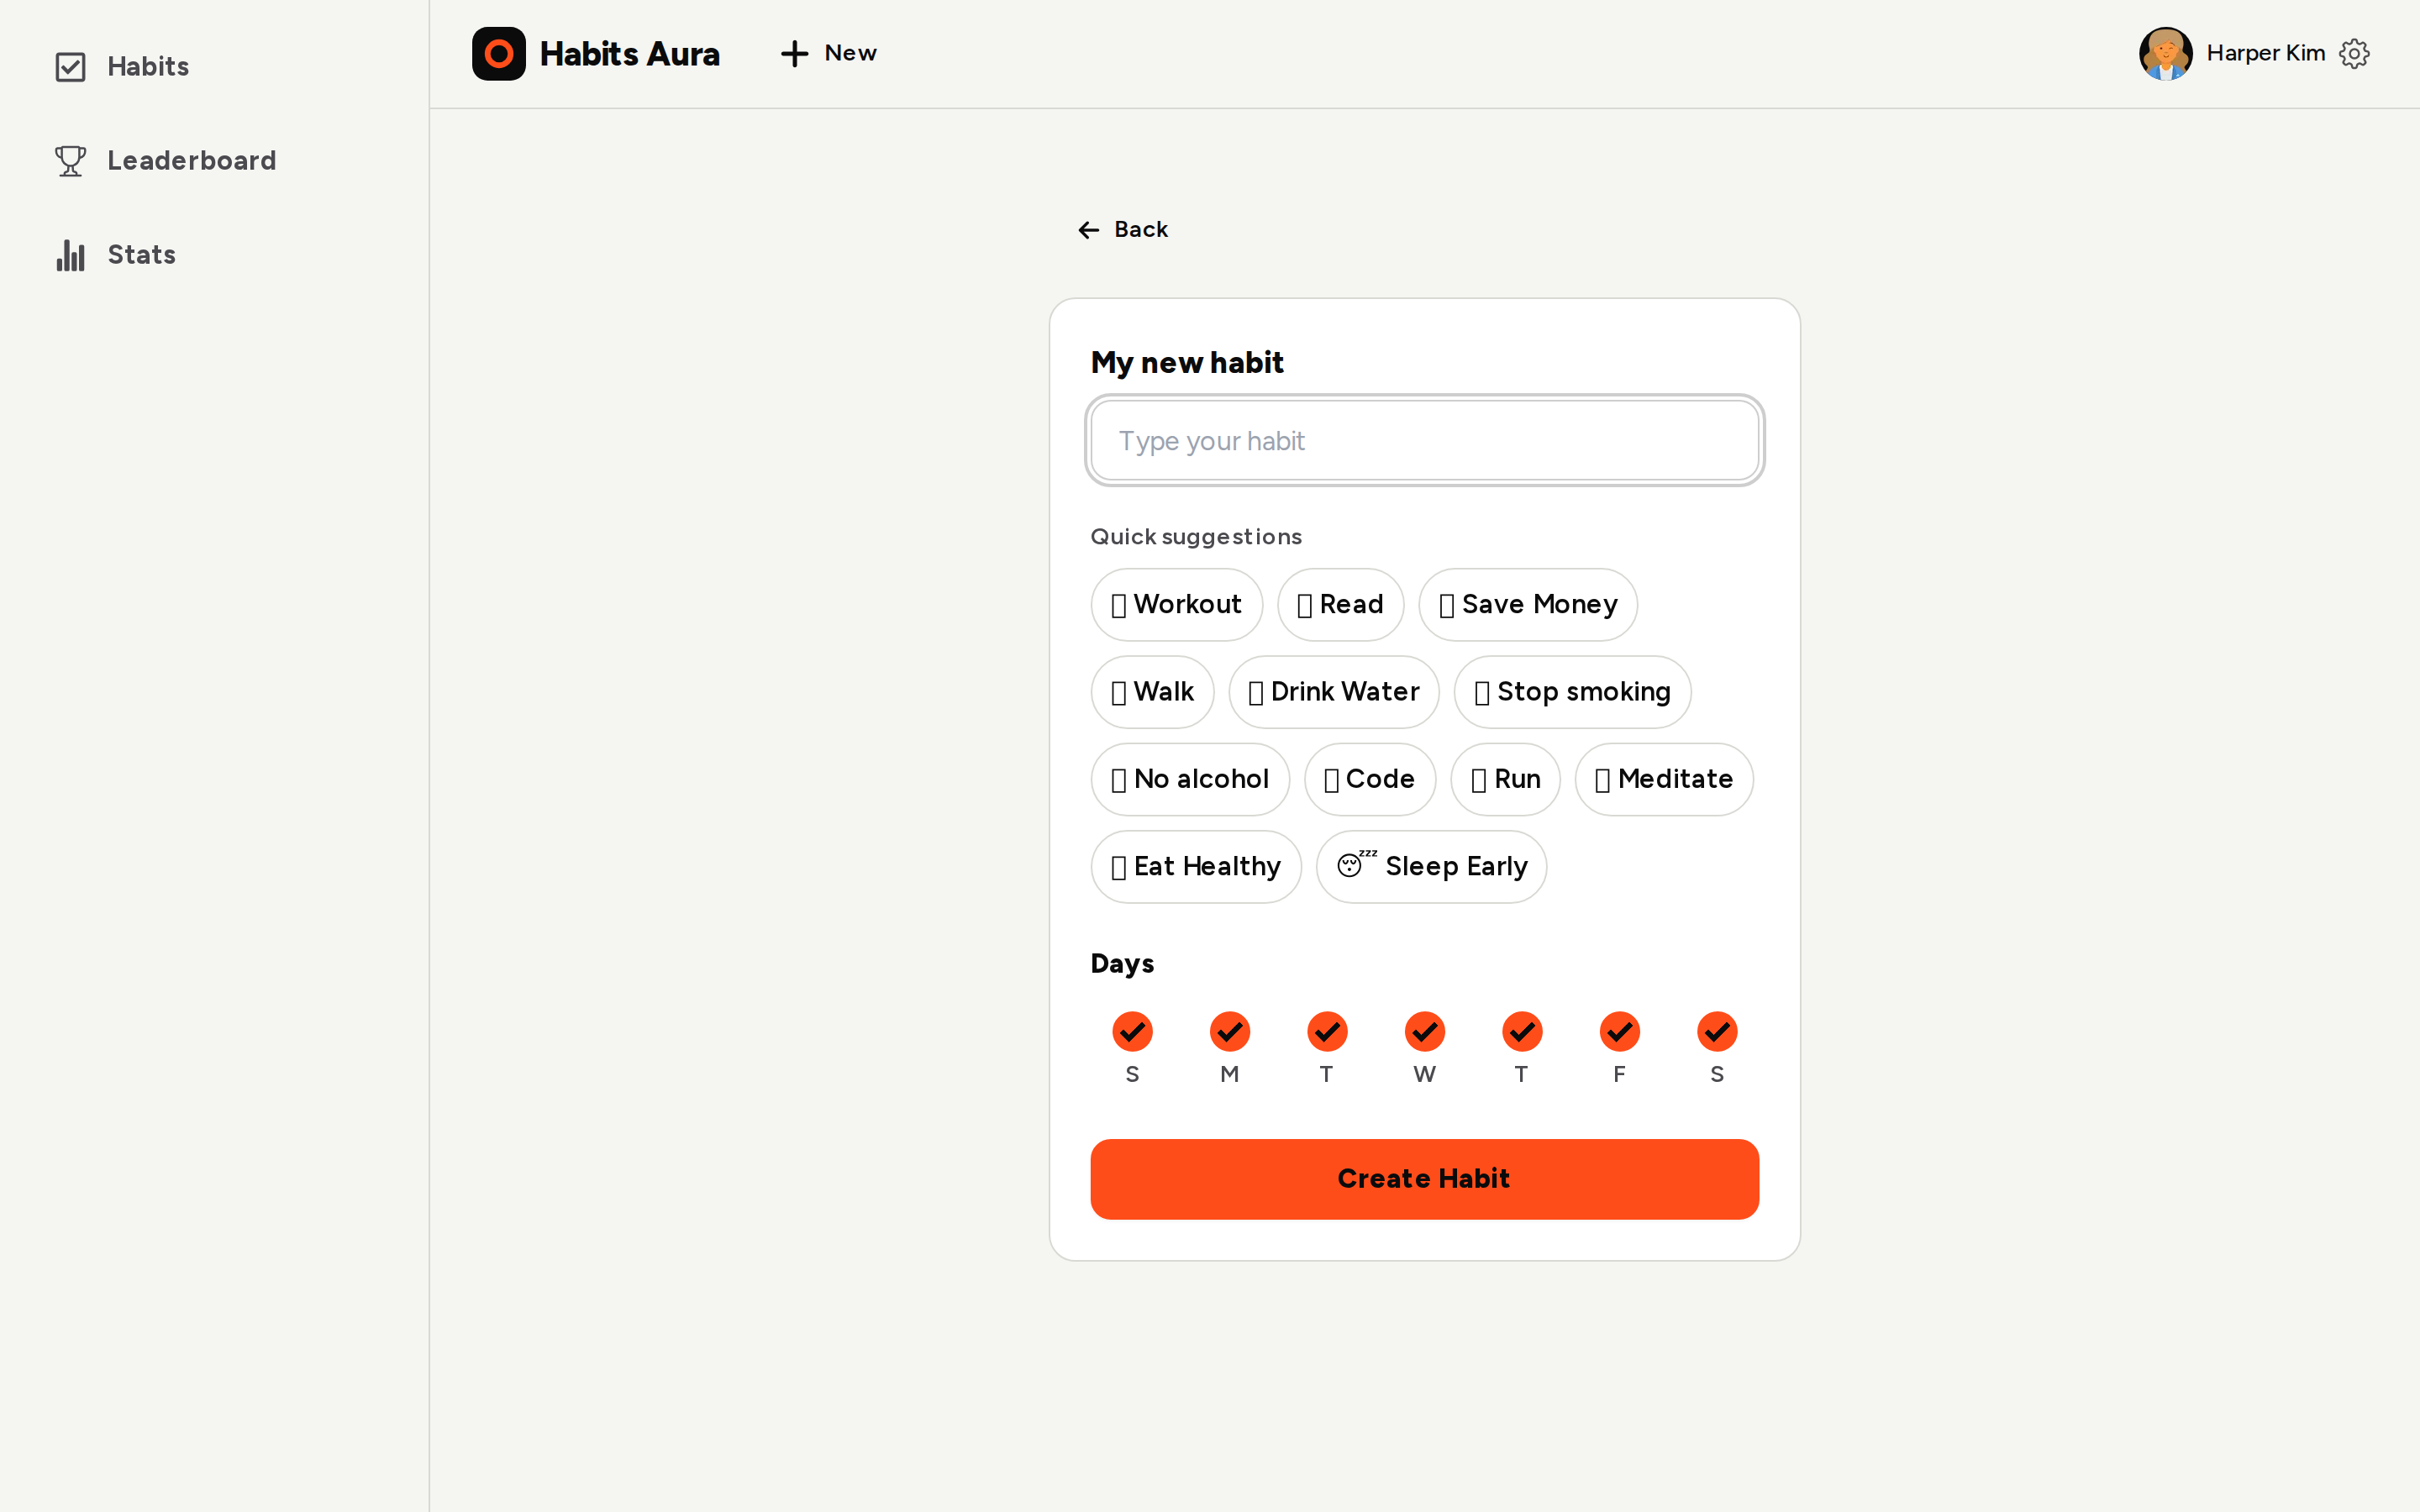 Habits
Leaderboard
Stats
Habits Aura
New
Harper Kim
Back
My new habit
Type your habit
Quick suggestions
Workout Read Save Money
Walk Drink Water Stop smoking
No alcohol Code Run Meditate
Eat Healthy 😴 Sleep Early
Days
S M T W T F S
Create Habit